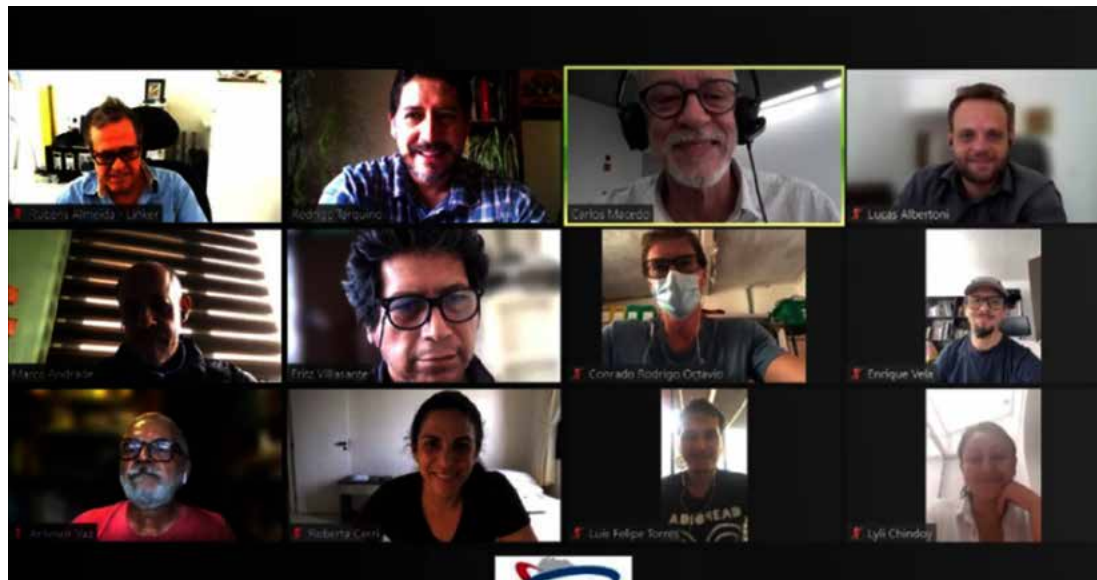 Rubens Almeida - Linker
Rodrigo Tarquino
Carlos Macedo
Lucas Albertoni
Marco Andrade
Fritz Villasante
Conrado Rodrigo Octavio
Enrique Vela
Vaz
Roberta Cerri
Luis Felipe Torres
Lyli Chindoy